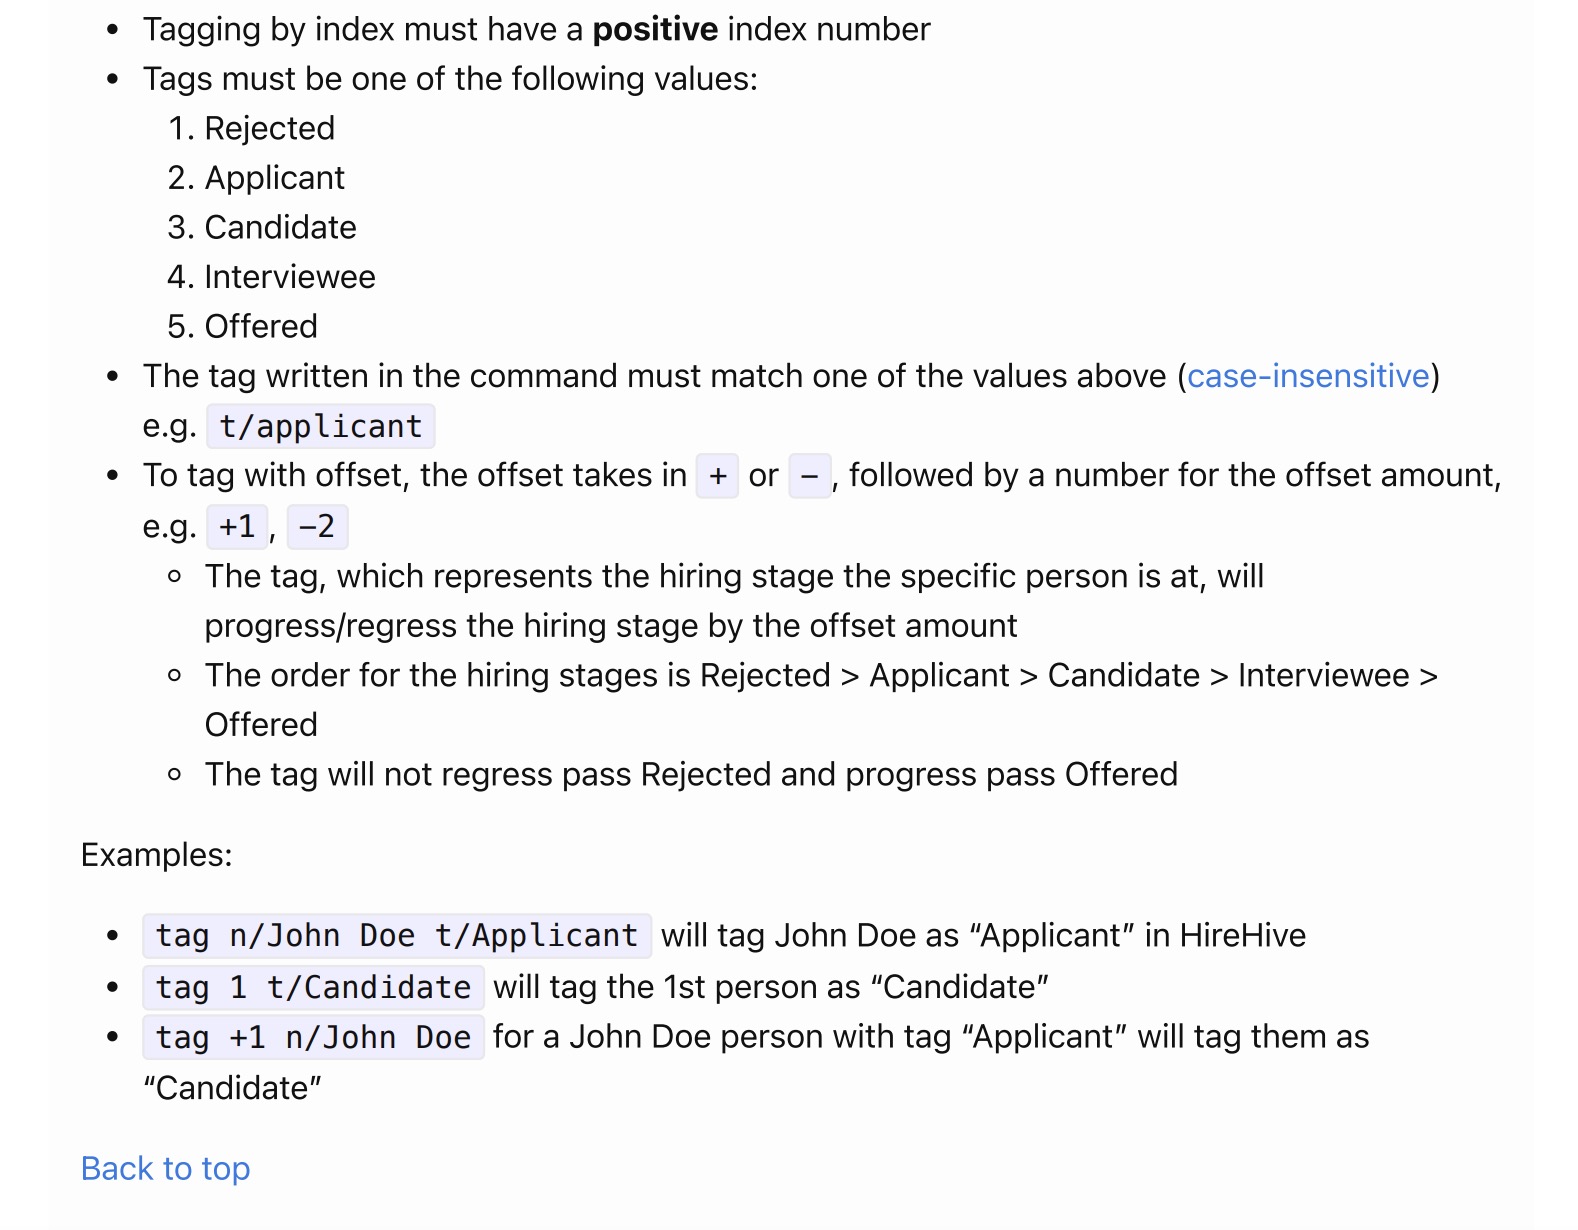 • Tagging by index must have a positive index number
• Tags must be one of the following values:
1. Rejected
2. Applicant
3. Candidate
4. Interviewee
5. Offered
• The tag written in the command must match one of the values above (case-insensitive)
e.g. t/applicant
• To tag with offset, the offset takes in + or −, followed by a number for the offset amount,
e.g. +1, −2
◦ The tag, which represents the hiring stage the specific person is at, will
progress/regress the hiring stage by the offset amount
◦ The order for the hiring stages is Rejected > Applicant > Candidate > Interviewee >
Offered
◦ The tag will not regress pass Rejected and progress pass Offered
Examples:
• tag n/John Doe t/Applicant will tag John Doe as “Applicant” in HireHive
• tag 1 t/Candidate will tag the 1st person as “Candidate”
• tag +1 n/John Doe for a John Doe person with tag “Applicant” will tag them as
“Candidate”
Back to top